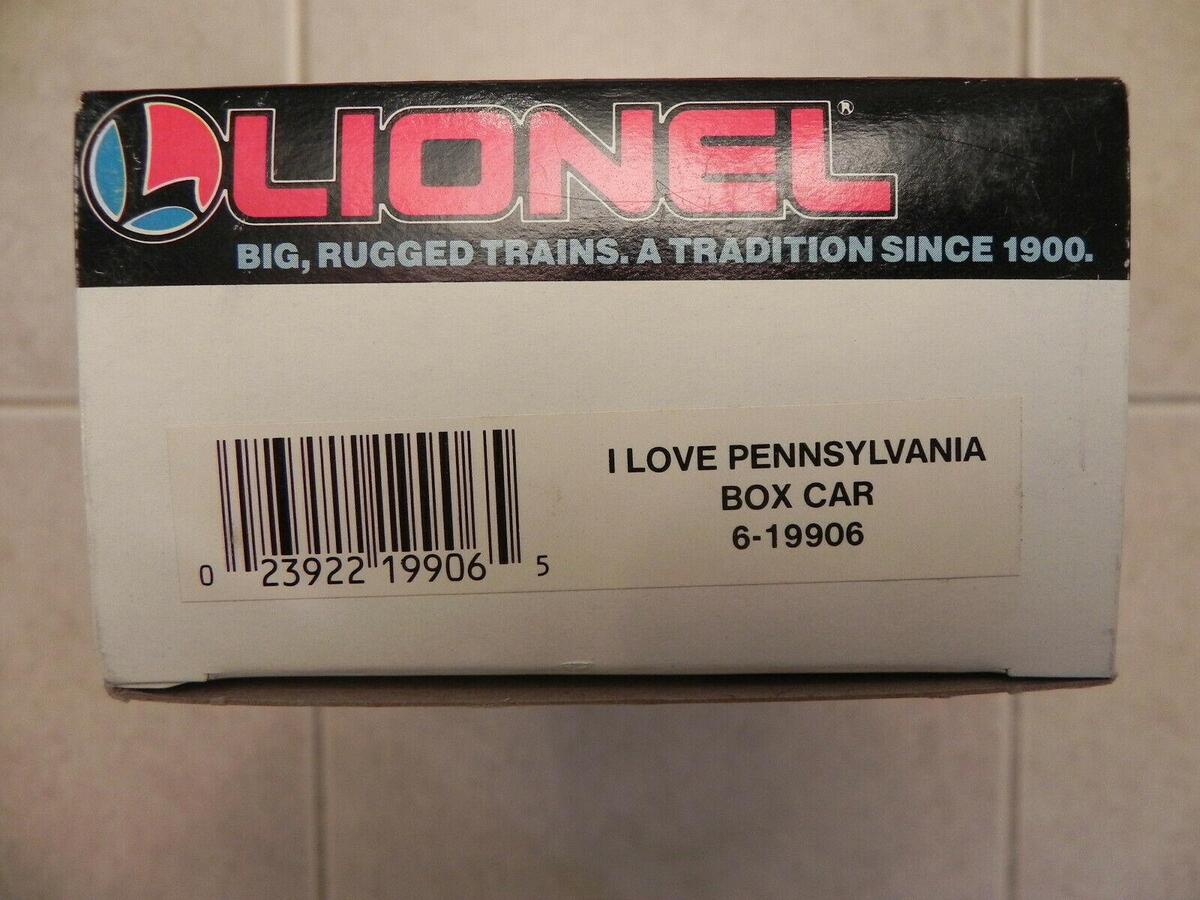 LIONEL®
BIG, RUGGED TRAINS. A TRADITION SINCE 1900.
I LOVE PENNSYLVANIA
BOX CAR
6-19906
0 23922 19906 5